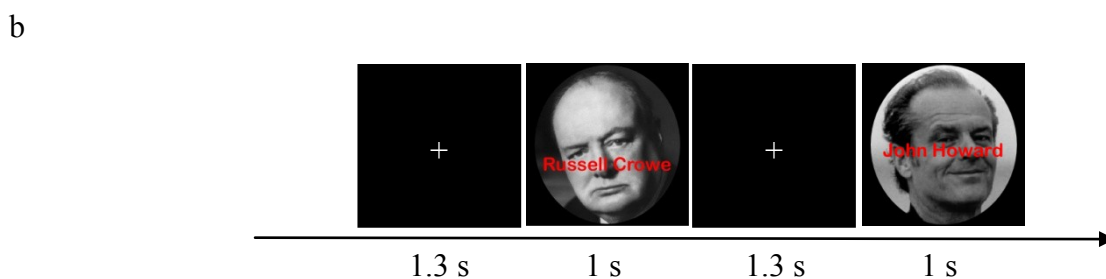 b
+
Russell Crowe
+
John Howard
1.3 s 1 s 1.3 s 1 s